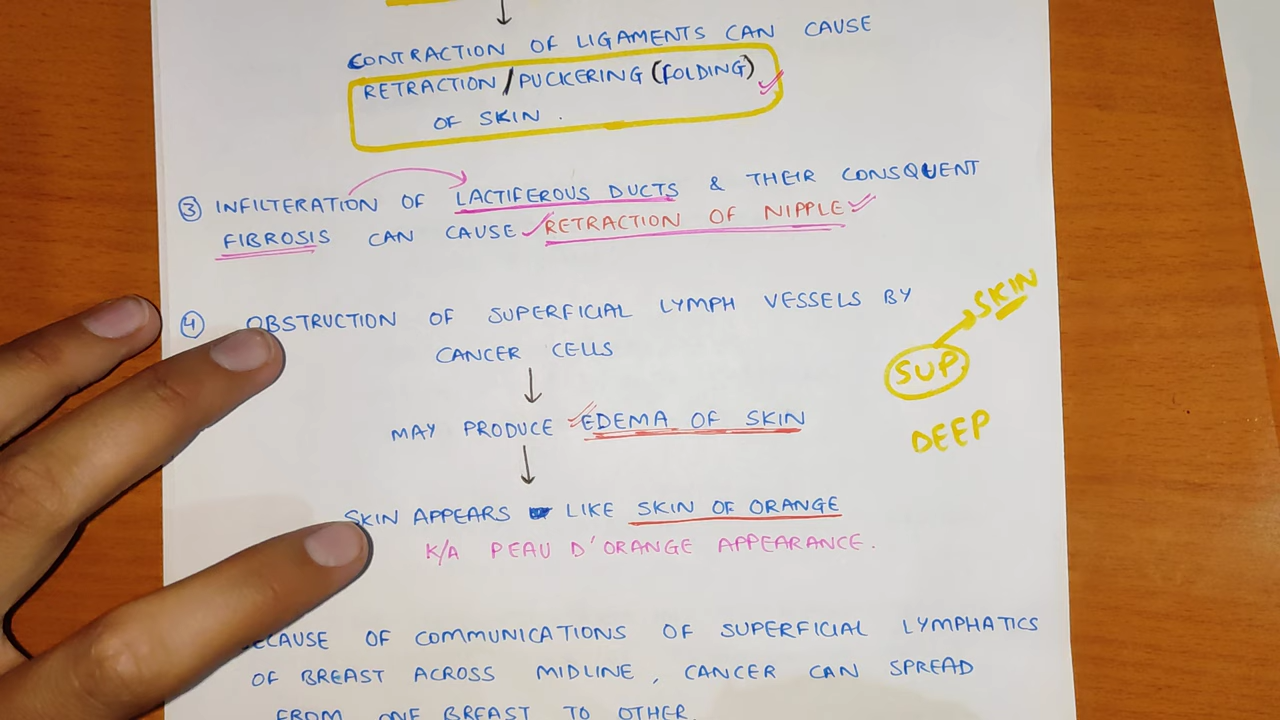 CONTRACTION OF LIGAMENTS CAN CAUSE
RETRACTION/PUCKERING (FOLDING)
OF SKIN.
③ INFILTERATION OF LACTIFEROUS DUCTS & THEIR CONSQUENT
FIBROSIS CAN CAUSE RETRACTION OF NIPPLE
④ OBSTRUCTION OF SUPERFICIAL LYMPH VESSELS BY
CANCER CELLS
SKIN
SUP.
DEEP
MAY PRODUCE EDEMA OF SKIN
SKIN APPEARS LIKE SKIN OF ORANGE
K/A PEAU D'ORANGE APPEARANCE.
OF COMMUNICATIONS OF SUPERFICIAL LYMPHATICS
OF BREAST ACROSS MIDLINE, CANCER CAN SPREAD
FROM ONE BREAST TO OTHER.